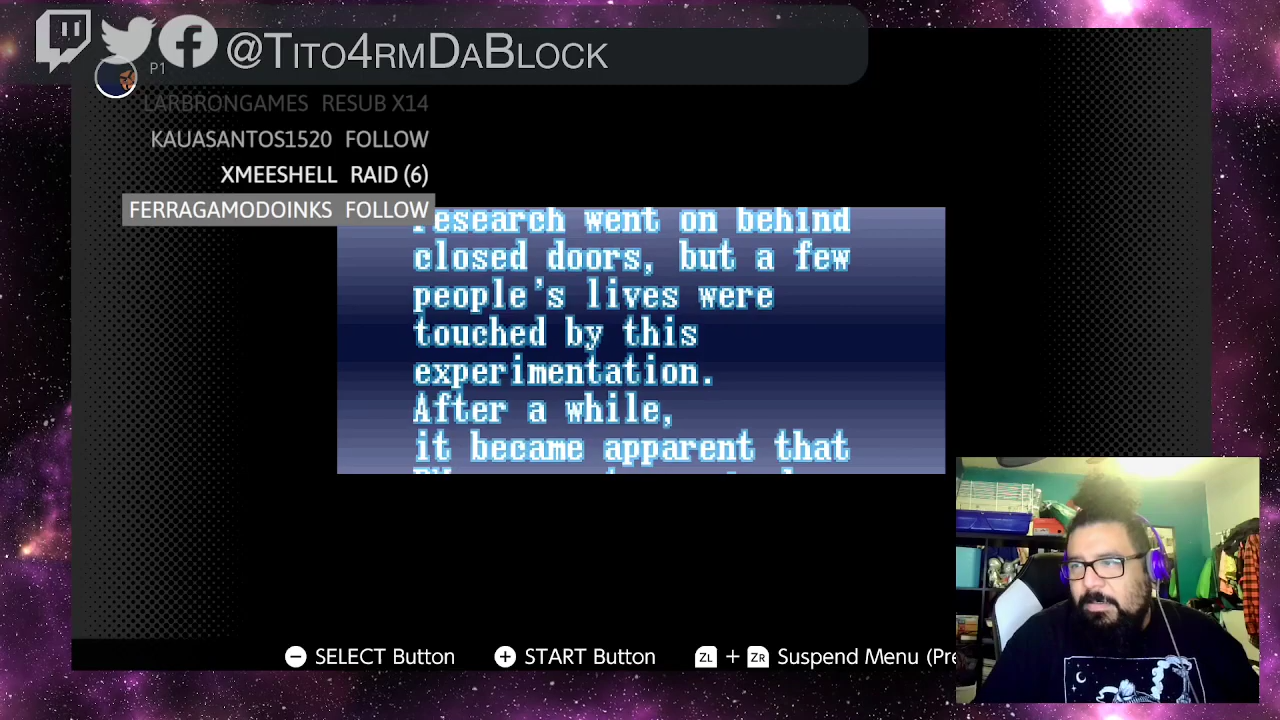 @TITO4RMDABLOCK
P1
LARBRONGAMES RESUB X14
KAUASANTOS1520 FOLLOW
XMEESHELL RAID (6)
FERRAGAMODOINKS FOLLOW
research went on behind
closed doors, but a few
people's lives were
touched by this
experimentation.
After a while,
it became apparent that
- SELECT Button + START Button ZL + ZR Suspend Menu (Pre